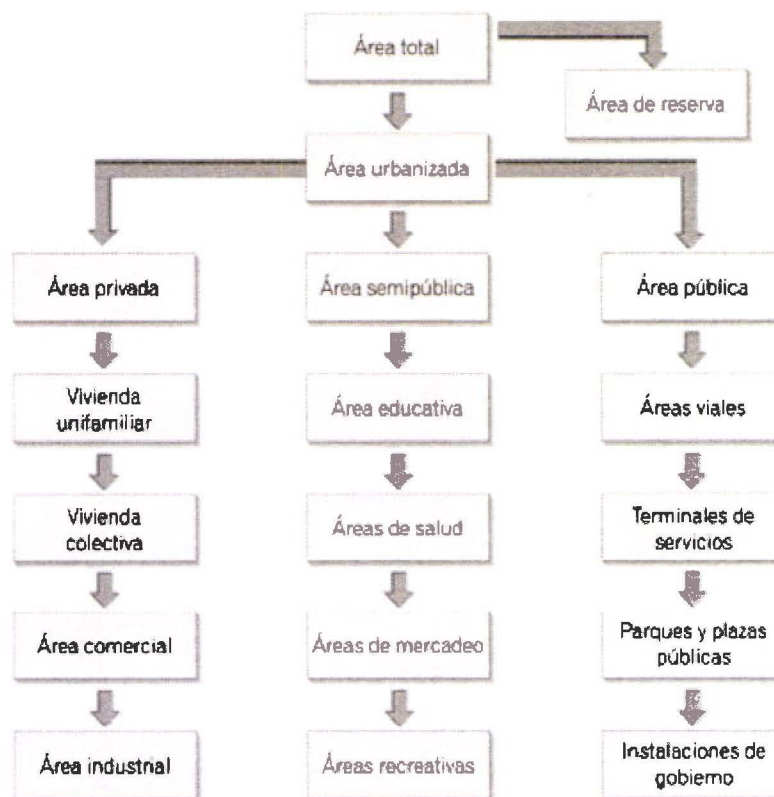 Área total
Área de reserva
Área urbanizada
Área privada
Área semipública
Área pública
Vivienda
unifamiliar
Área educativa
Áreas viales
Vivienda
colectiva
Áreas de salud
Terminales de
servicios
Área comercial
Áreas de mercadeo
Parques y plazas
públicas
Área industrial
Áreas recreativas
Instalaciones de
gobierno